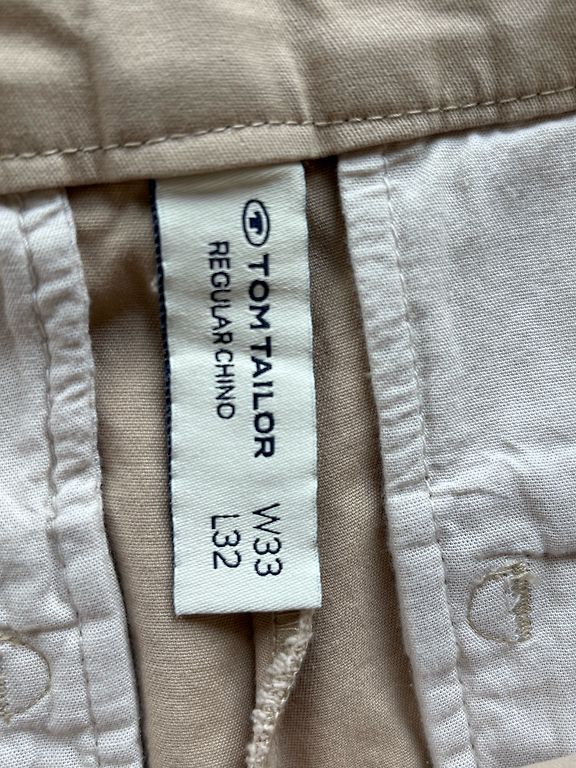 TOM TAILOR
REGULAR CHINO
W33
L32